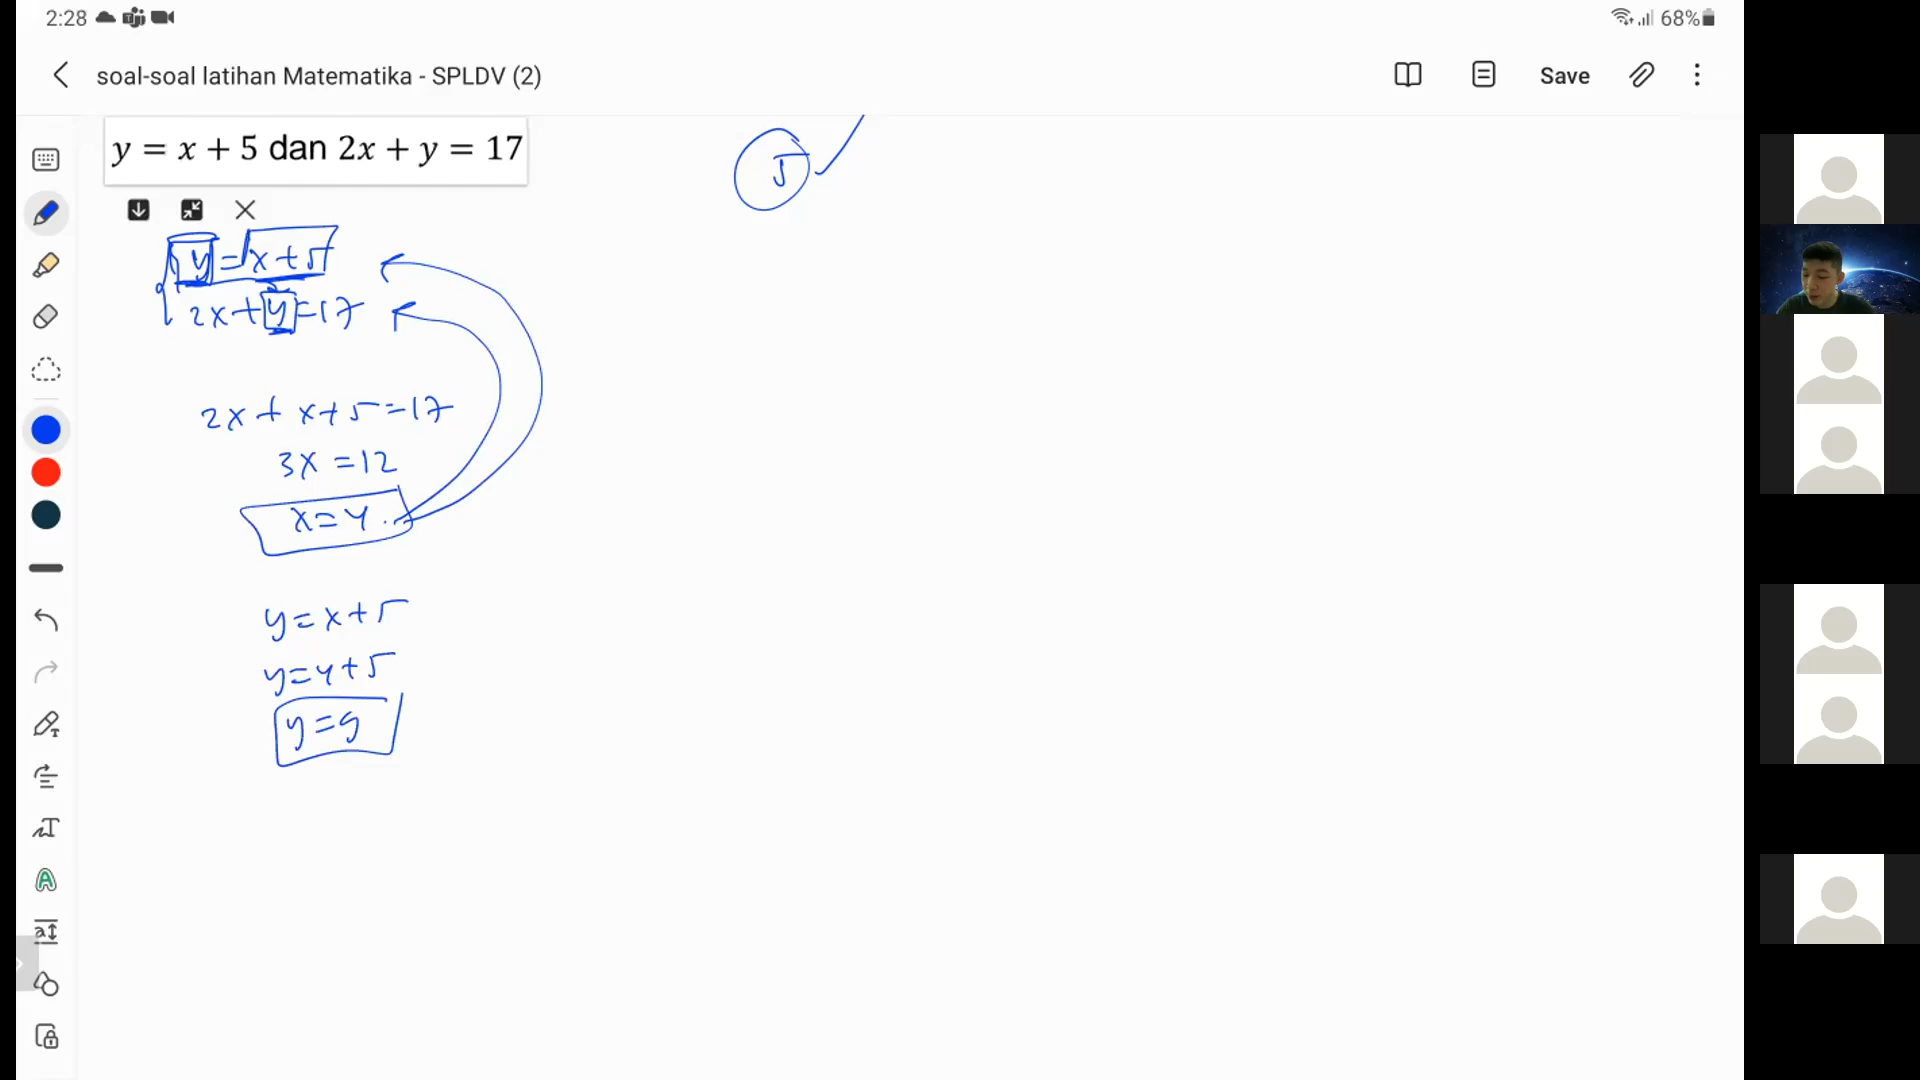 2:28
68%
soal-soal latihan Matematika - SPLDV (2)
Save
y = x + 5 dan 2x + y = 17
5
y = x + 5
2x + y = 17
2x + x + 5 = 17
3x = 12
x = 4
y = x + 5
y = 4 + 5
y = 9